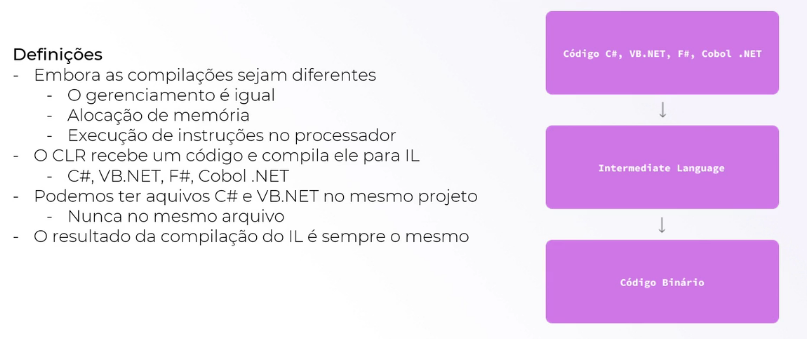 Definições
- Embora as compilações sejam diferentes
- O gerenciamento é igual
- Alocação de memória
- Execução de instruções no processador
- O CLR recebe um código e compila ele para IL
- C#, VB.NET, F#, Cobol .NET
- Podemos ter aquivos C# e VB.NET no mesmo projeto
- Nunca no mesmo arquivo
- O resultado da compilação do IL é sempre o mesmo
Código C#, VB.NET, F#, Cobol .NET
Intermediate Language
Código Binário